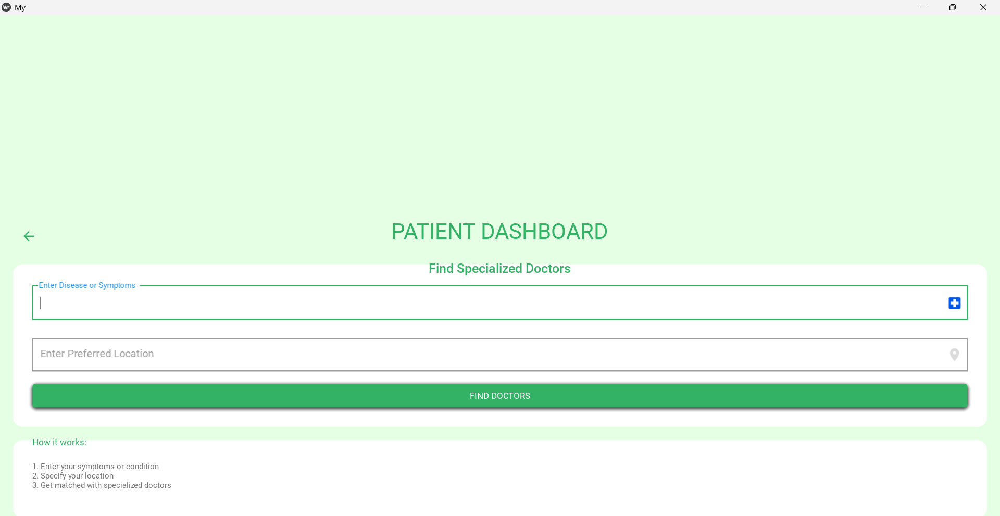 My
PATIENT DASHBOARD
Find Specialized Doctors
Enter Disease or Symptoms
Enter Preferred Location
FIND DOCTORS
How it works:
1. Enter your symptoms or condition
2. Specify your location
3. Get matched with specialized doctors